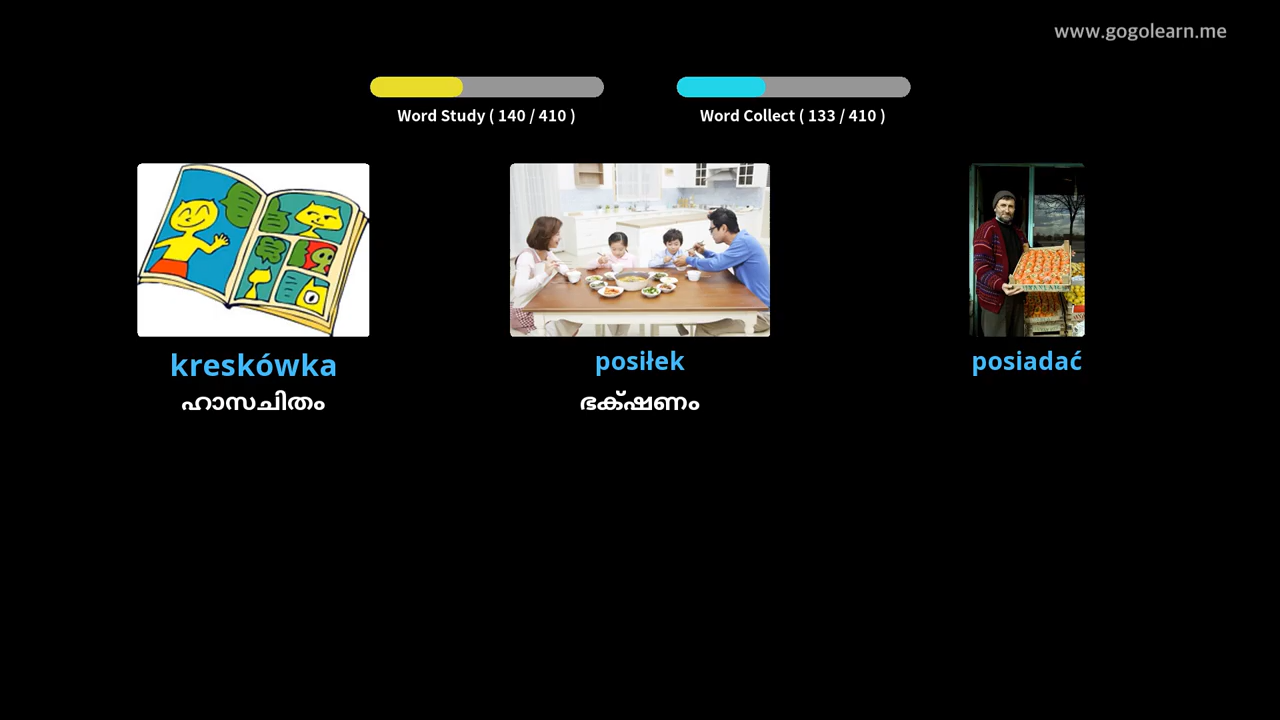 www.gogolearn.me
Word Study ( 140 / 410 )
Word Collect ( 133 / 410 )
kreskówka
posiłek
posiadać
ഹാസചിതം
ഭക്ഷണം